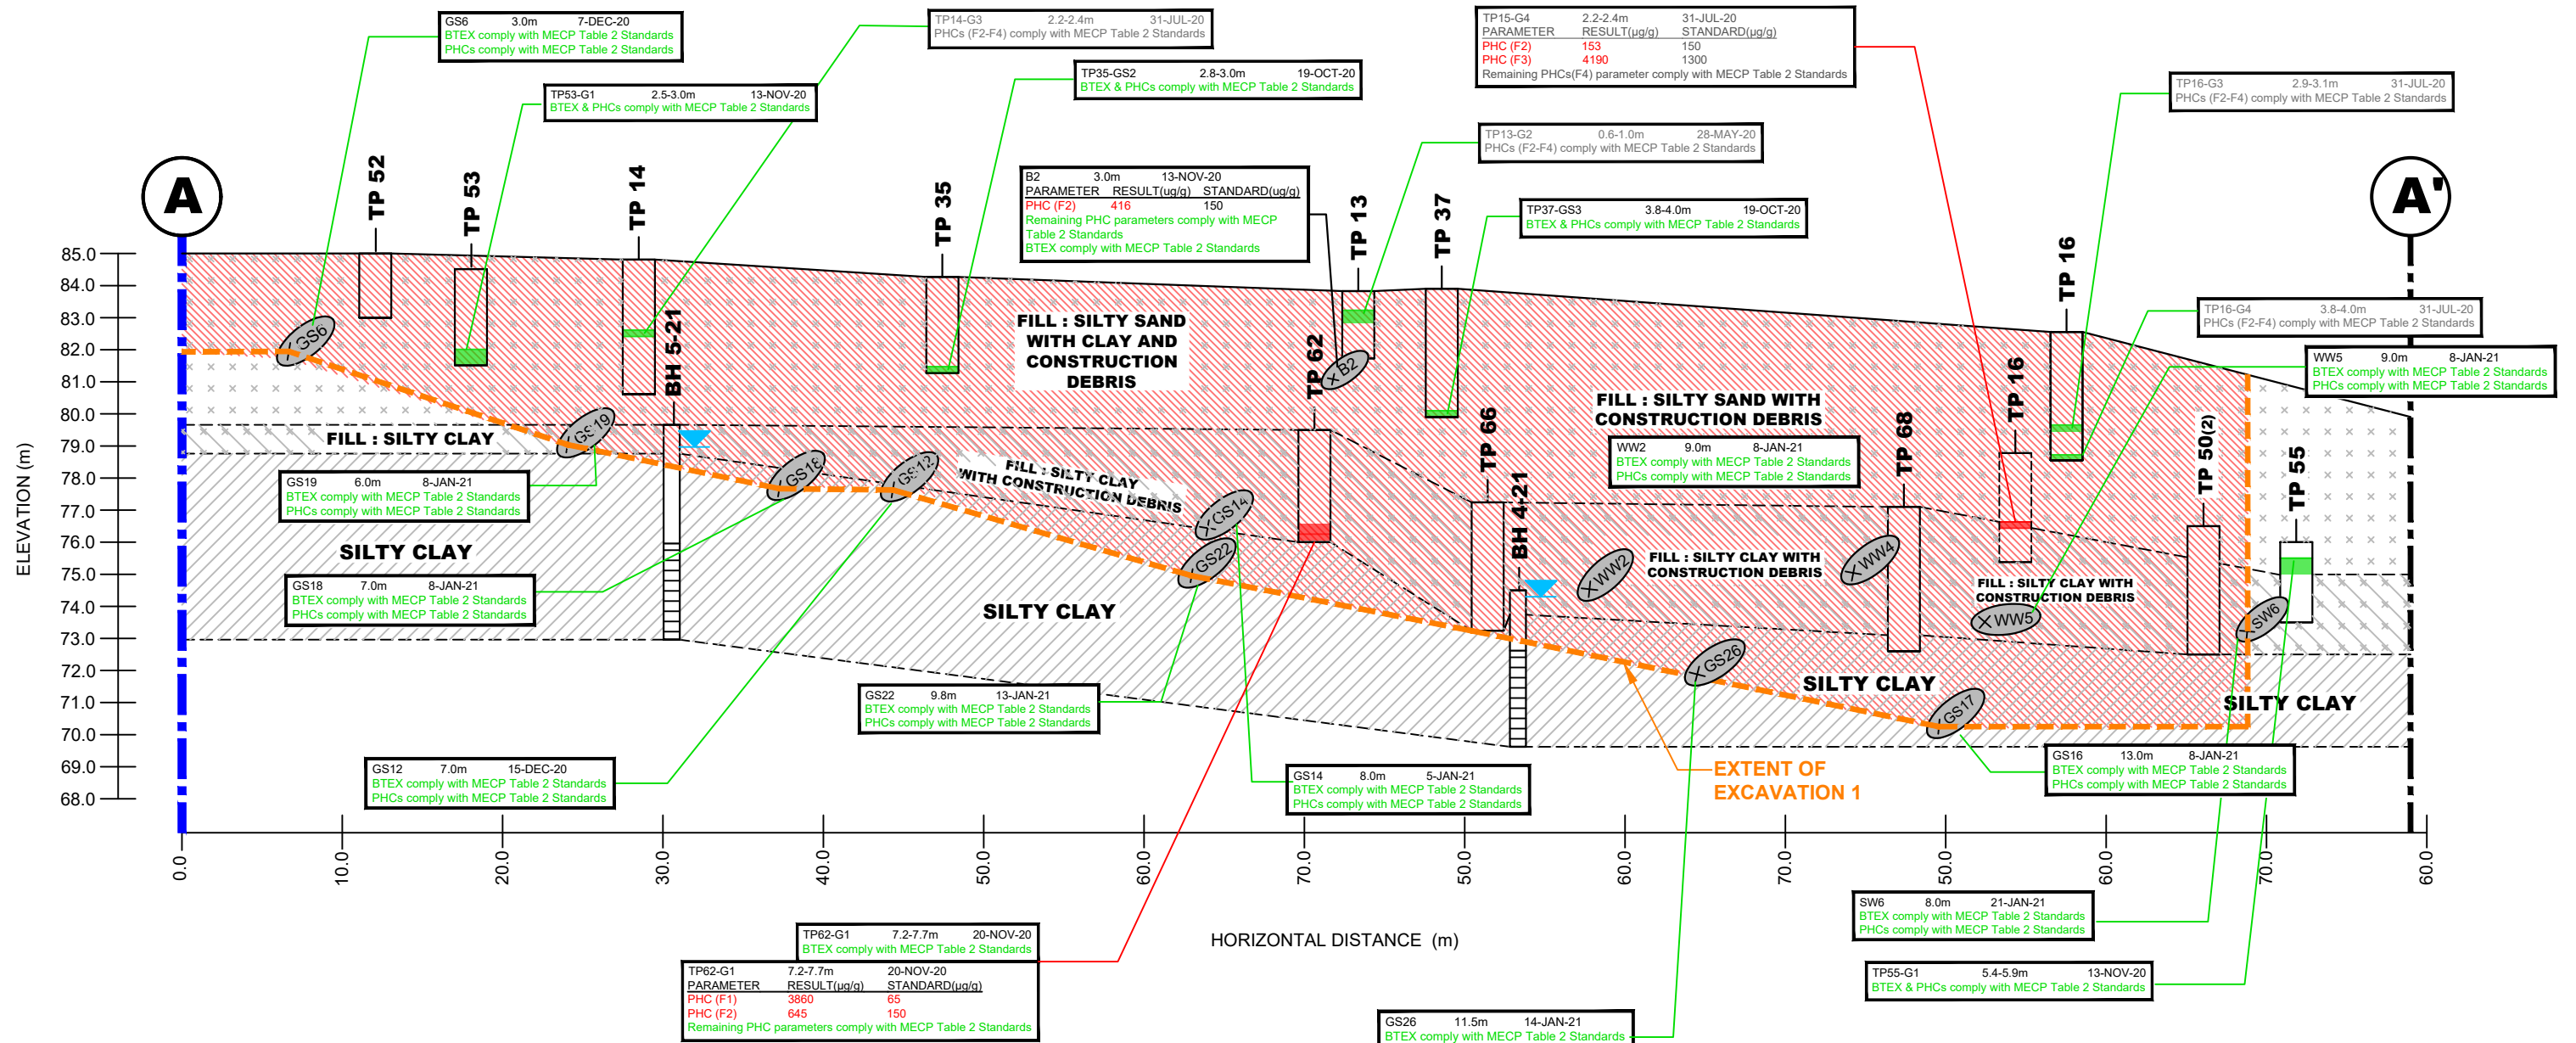 GS6 3.0m 7-DEC-20
BTEX comply with MECP Table 2 Standards
PHCs comply with MECP Table 2 Standards
TP14-G3 2.2-2.4m 31-JUL-20
PHCs (F2-F4) comply with MECP Table 2 Standards
TP15-G4 2.2-2.4m 31-JUL-20
PARAMETER RESULT(µg/g) STANDARD(µg/g)
PHC (F2) 153 150
PHC (F3) 4190 1300
Remaining PHCs(F4) parameter comply with MECP Table 2 Standards
TP53-G1 2.5-3.0m 13-NOV-20
BTEX & PHCs comply with MECP Table 2 Standards
TP35-GS2 2.8-3.0m 19-OCT-20
BTEX & PHCs comply with MECP Table 2 Standards
TP16-G3 2.9-3.1m 31-JUL-20
PHCs (F2-F4) comply with MECP Table 2 Standards
TP13-G2 0.6-1.0m 28-MAY-20
PHCs (F2-F4) comply with MECP Table 2 Standards
B2 3.0m 13-NOV-20
PARAMETER RESULT(ug/g) STANDARD(ug/g)
PHC (F2) 416 150
Remaining PHC parameters comply with MECP
Table 2 Standards
BTEX comply with MECP Table 2 Standards
TP37-GS3 3.8-4.0m 19-OCT-20
BTEX & PHCs comply with MECP Table 2 Standards
A
TP 52
TP 53
TP 14
TP 35
TP 13
TP 37
TP 16
A'
TP16-G4 3.8-4.0m 31-JUL-20
PHCs (F2-F4) comply with MECP Table 2 Standards
WW5 9.0m 8-JAN-21
BTEX comply with MECP Table 2 Standards
PHCs comply with MECP Table 2 Standards
ELEVATION (m)
85.0
84.0
83.0
82.0
81.0
80.0
79.0
78.0
77.0
76.0
75.0
74.0
73.0
72.0
71.0
70.0
69.0
68.0
GS6
BH 5-21
FILL : SILTY SAND
WITH CLAY AND
CONSTRUCTION
DEBRIS
TP 62
B2
TP 66
FILL : SILTY SAND WITH
CONSTRUCTION DEBRIS
TP 16
TP 68
TP 50(2)
TP 55
GS19
FILL : SILTY CLAY
WW2 9.0m 8-JAN-21
BTEX comply with MECP Table 2 Standards
PHCs comply with MECP Table 2 Standards
GS19 6.0m 8-JAN-21
BTEX comply with MECP Table 2 Standards
PHCs comply with MECP Table 2 Standards
GS18
GS12
FILL : SILTY CLAY
WITH CONSTRUCTION DEBRIS
GS14
GS22
BH 4-21
SILTY CLAY
WW2
FILL : SILTY CLAY WITH
CONSTRUCTION DEBRIS
WW4
FILL : SILTY CLAY WITH
CONSTRUCTION DEBRIS
WW5
SW6
GS18 7.0m 8-JAN-21
BTEX comply with MECP Table 2 Standards
PHCs comply with MECP Table 2 Standards
SILTY CLAY
GS26
SILTY CLAY
GS17
SILTY CLAY
GS22 9.8m 13-JAN-21
BTEX comply with MECP Table 2 Standards
PHCs comply with MECP Table 2 Standards
GS12 7.0m 15-DEC-20
BTEX comply with MECP Table 2 Standards
PHCs comply with MECP Table 2 Standards
GS14 8.0m 5-JAN-21
BTEX comply with MECP Table 2 Standards
PHCs comply with MECP Table 2 Standards
EXTENT OF
EXCAVATION 1
GS16 13.0m 8-JAN-21
BTEX comply with MECP Table 2 Standards
PHCs comply with MECP Table 2 Standards
0.0
10.0
20.0
30.0
40.0
50.0
60.0
70.0
50.0
60.0
70.0
50.0
60.0
70.0
60.0
HORIZONTAL DISTANCE (m)
SW6 8.0m 21-JAN-21
BTEX comply with MECP Table 2 Standards
PHCs comply with MECP Table 2 Standards
TP62-G1 7.2-7.7m 20-NOV-20
BTEX comply with MECP Table 2 Standards
TP62-G1 7.2-7.7m 20-NOV-20
PARAMETER RESULT(µg/g) STANDARD(µg/g)
PHC (F1) 3860 65
PHC (F2) 645 150
Remaining PHC parameters comply with MECP Table 2 Standards
TP55-G1 5.4-5.9m 13-NOV-20
BTEX & PHCs comply with MECP Table 2 Standards
GS26 11.5m 14-JAN-21
BTEX comply with MECP Table 2 Standards